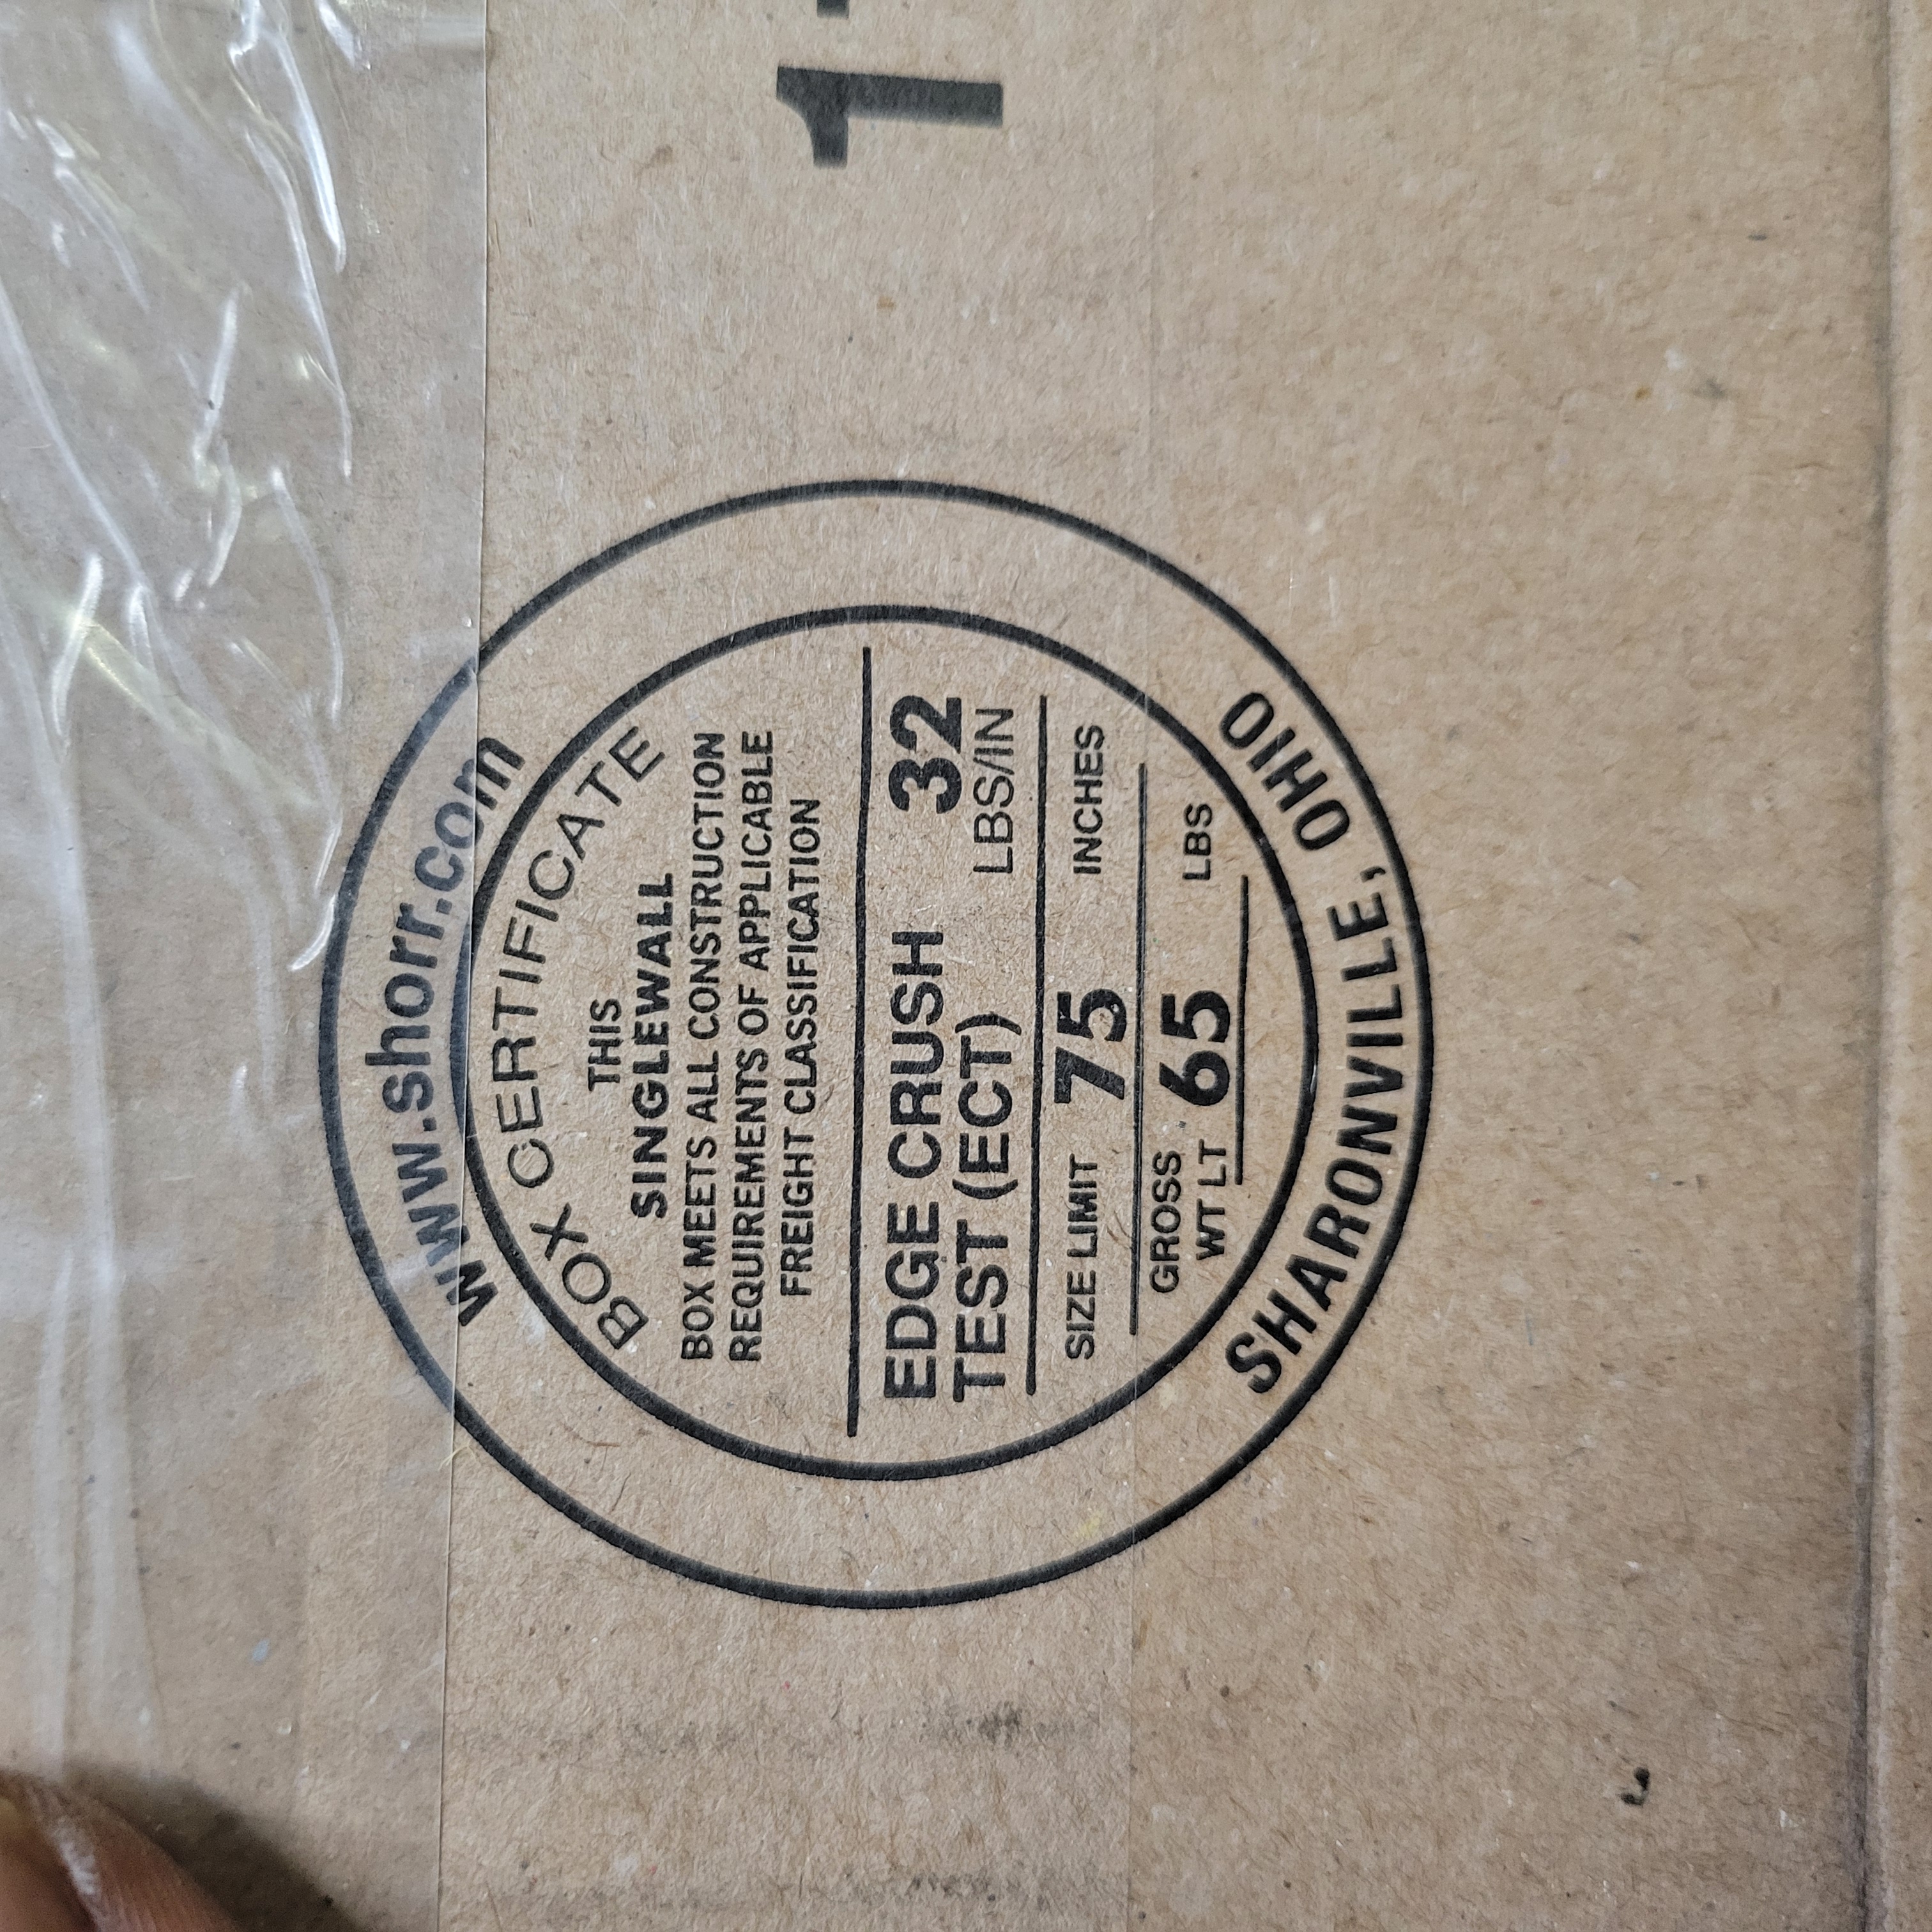 www.shorr.com
BOX CERTIFICATE
THIS
SINGLEWALL
BOX MEETS ALL CONSTRUCTION
REQUIREMENTS OF APPLICABLE
FREIGHT CLASSIFICATION
EDGE CRUSH 32
TEST (ECT) LBS/IN
SIZE LIMIT 75 INCHES
GROSS
WT LT 65 LBS
SHARONVILLE, OHIO
1